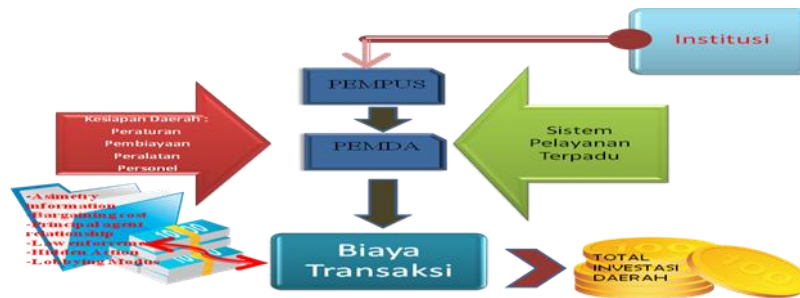 Institusi
PEMPUS
Kesiapan Daerah :
Peraturan
Pembiayaan
Peralatan
Personel
PEMDA
Sistem
Pelayanan
Terpadu
-Asimetry
information
-Bargaining cost
-Principal agent
relationship
-Law enforcement
-Hidden Action
-Lobbying Modus
Biaya
Transaksi
TOTAL
INVESTASI
DAERAH